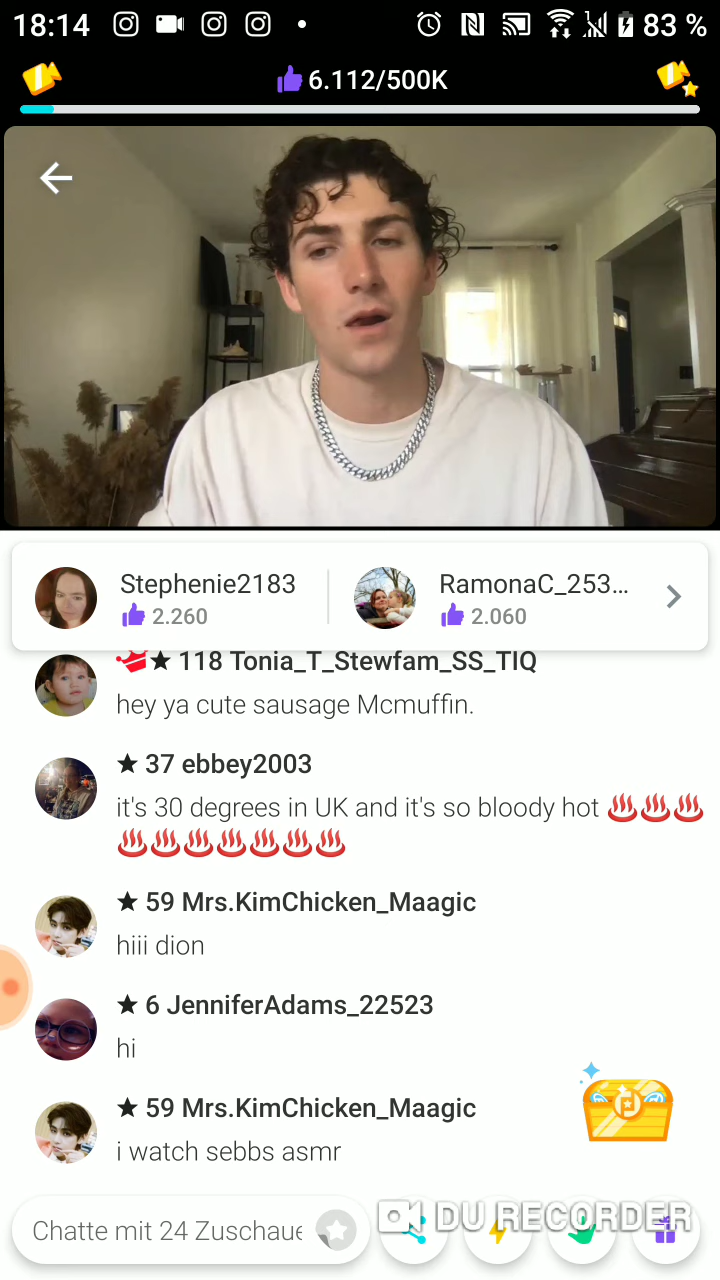 18:14
83 %
6.112/500K
Stephenie2183
2.260
RamonaC_253...
2.060
118 Tonia_T_Stewfam_SS_TIQ
hey ya cute sausage Mcmuffin.
37 ebbey2003
it's 30 degrees in UK and it's so bloody hot
59 Mrs.KimChicken_Maagic
hiii dion
6 JenniferAdams_22523
hi
59 Mrs.KimChicken_Maagic
i watch sebbs asmr
Chatte mit 24 Zuschaue
DU RECORDER